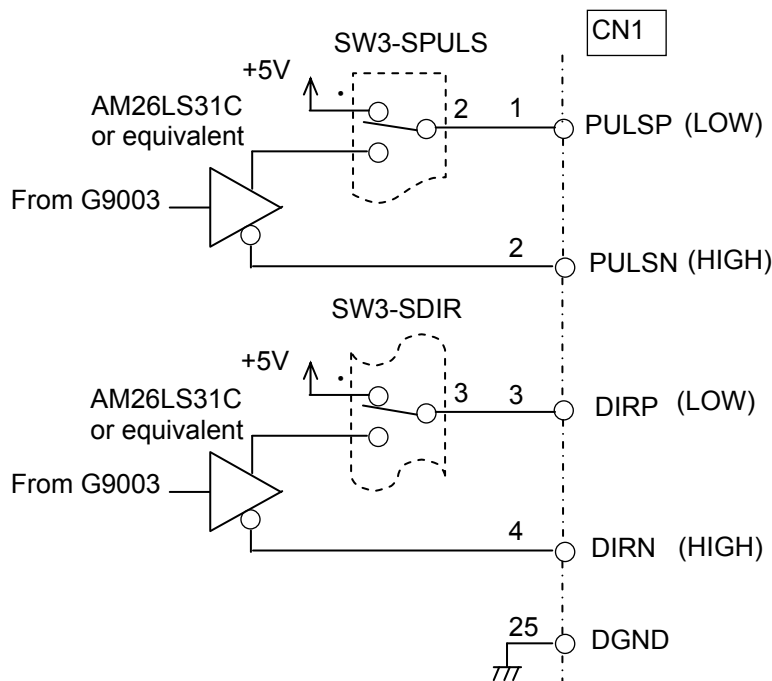 CN1
SW3-SPULS
+5V
AM26LS31C
or equivalent
2
1
PULSP (LOW)
From G9003
2
PULSN (HIGH)
SW3-SDIR
+5V
AM26LS31C
or equivalent
3
3
DIRP (LOW)
From G9003
4
DIRN (HIGH)
25
DGND